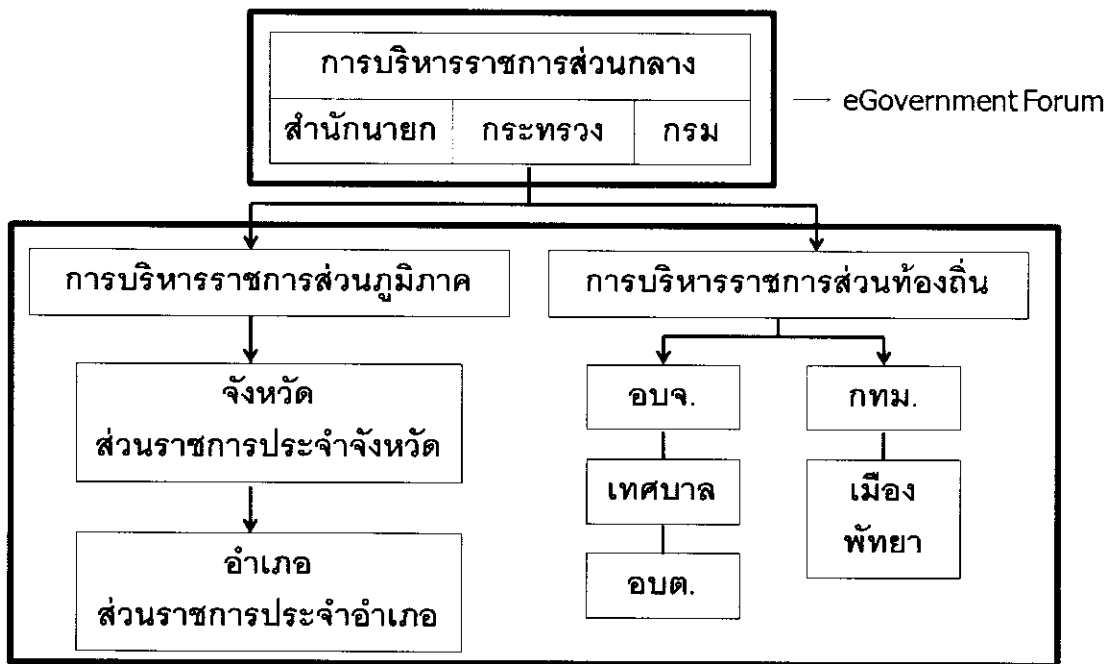 การบริหารราชการส่วนกลาง
สำนักนายก กระทรวง กรม
eGovernment Forum
การบริหารราชการส่วนภูมิภาค
จังหวัด
ส่วนราชการประจำจังหวัด
อำเภอ
ส่วนราชการประจำอำเภอ
การบริหารราชการส่วนท้องถิ่น
อบจ.
เทศบาล
อบต.
กทม.
เมือง
พัทยา